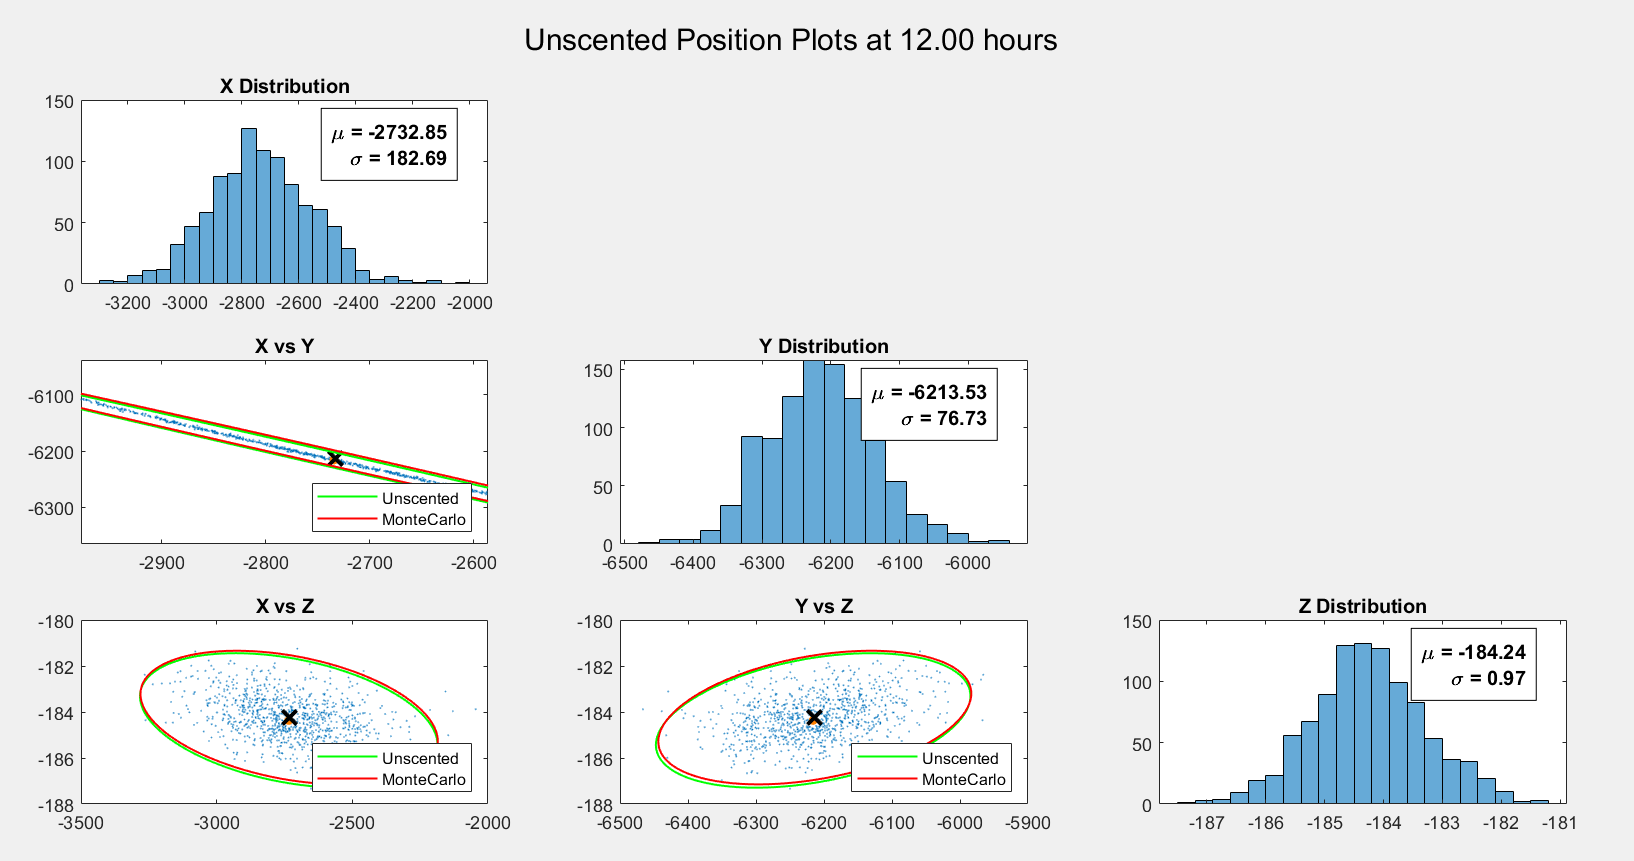 Unscented Position Plots at 12.00 hours
X Distribution
150
100
50
0
-3200 -3000 -2800 -2600 -2400 -2200 -2000
μ = -2732.85
σ = 182.69
X vs Y
-6100
-6200
-6300
-2900 -2800 -2700 -2600
Unscented
MonteCarlo
Y Distribution
150
100
50
0
-6500 -6400 -6300 -6200 -6100 -6000
μ = -6213.53
σ = 76.73
X vs Z
-180
-182
-184
-186
-188
-3500 -3000 -2500 -2000
Unscented
MonteCarlo
Y vs Z
-180
-182
-184
-186
-188
-6500 -6400 -6300 -6200 -6100 -6000 -5900
Unscented
MonteCarlo
Z Distribution
150
100
50
0
-187 -186 -185 -184 -183 -182 -181
μ = -184.24
σ = 0.97